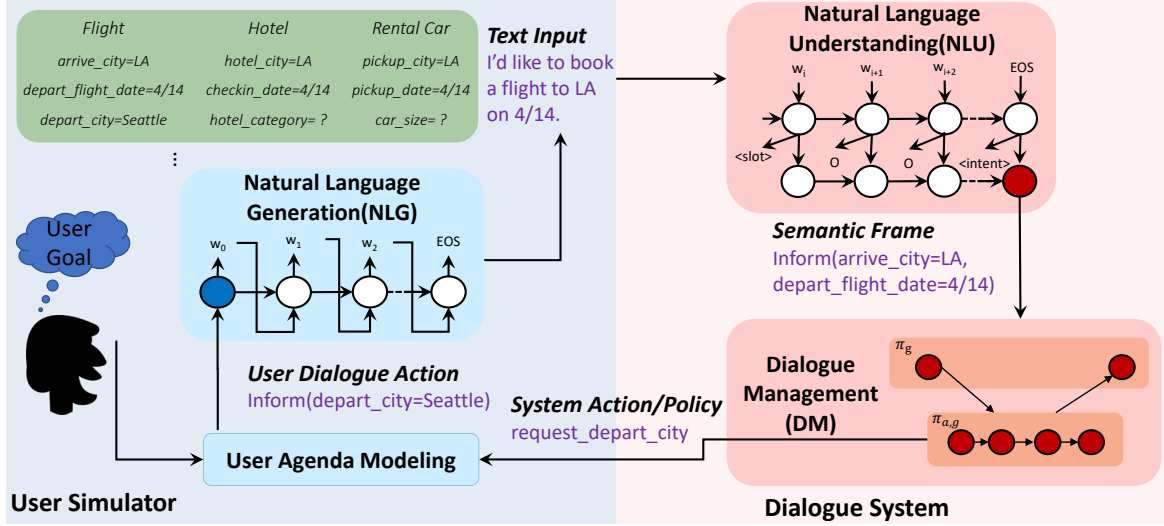 Flight Hotel Rental Car
arrive_city=LA hotel_city=LA pickup_city=LA
depart_flight_date=4/14 checkin_date=4/14 pickup_date=4/14
depart_city=Seattle hotel_category= ? car_size= ?
...
Text Input
I'd like to book
a flight to LA
on 4/14.
Natural Language
Understanding(NLU)
w_i w_{i+1} w_{i+2} EOS
<slot> O O <intent>
User
Goal
Natural Language
Generation(NLG)
w_0 w_1 w_2 EOS
Semantic Frame
Inform(arrive_city=LA,
depart_flight_date=4/14)
User Dialogue Action
Inform(depart_city=Seattle)
System Action/Policy
request_depart_city
Dialogue
Management
(DM)
π_g
π_{a,g}
User Agenda Modeling
User Simulator
Dialogue System